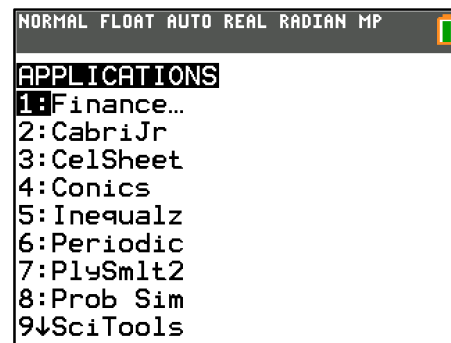 NORMAL FLOAT AUTO REAL RADIAN MP
APPLICATIONS
1:Finance…
2:CabriJr
3:CelSheet
4:Conics
5:Inequalz
6:Periodic
7:PlySmlt2
8:Prob Sim
9↓SciTools